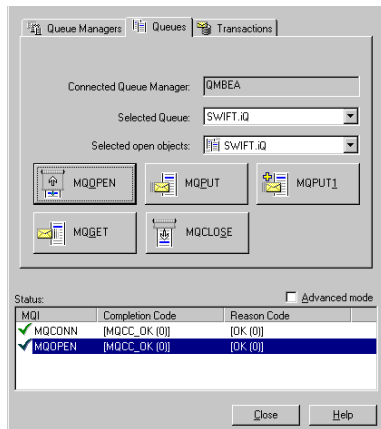 Queue Managers Queues Transactions
Connected Queue Manager: QMBEA
Selected Queue: SWIFT.iQ
Selected open objects: SWIFT.iQ
MQOPEN MQPUT MQPUT1
MQGET MQCLOSE
Status: Advanced mode
MQI Completion Code Reason Code
MQCONN [MQCC_OK (0)] [OK (0)]
MQOPEN [MQCC_OK (0)] [OK (0)]
Close Help